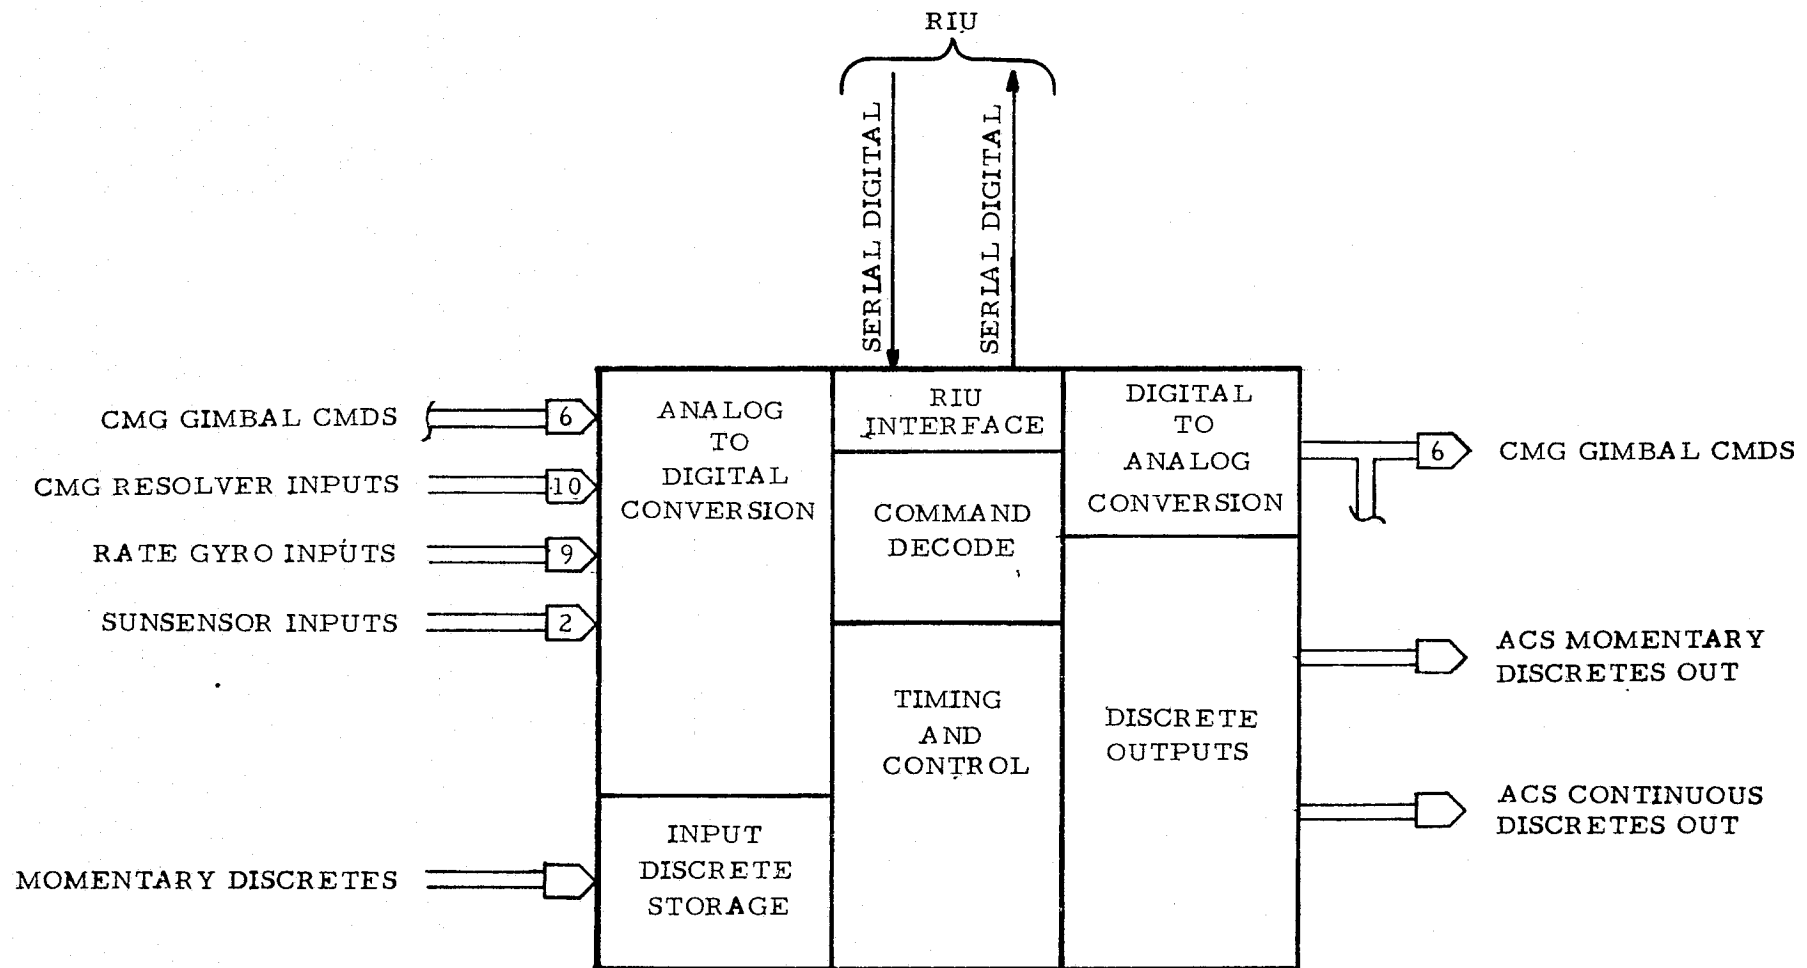 RIU
SERIAL DIGITAL
SERIAL DIGITAL
CMG GIMBAL CMDS
6
CMG RESOLVER INPUTS
10
RATE GYRO INPUTS
9
SUNSENSOR INPUTS
2
MOMENTARY DISCRETES
ANALOG
TO
DIGITAL
CONVERSION
INPUT
DISCRETE
STORAGE
RIU
INTERFACE
COMMAND
DECODE
TIMING
AND
CONTROL
DIGITAL
TO
ANALOG
CONVERSION
DISCRETE
OUTPUTS
6
CMG GIMBAL CMDS
ACS MOMENTARY
DISCRETES OUT
ACS CONTINUOUS
DISCRETES OUT